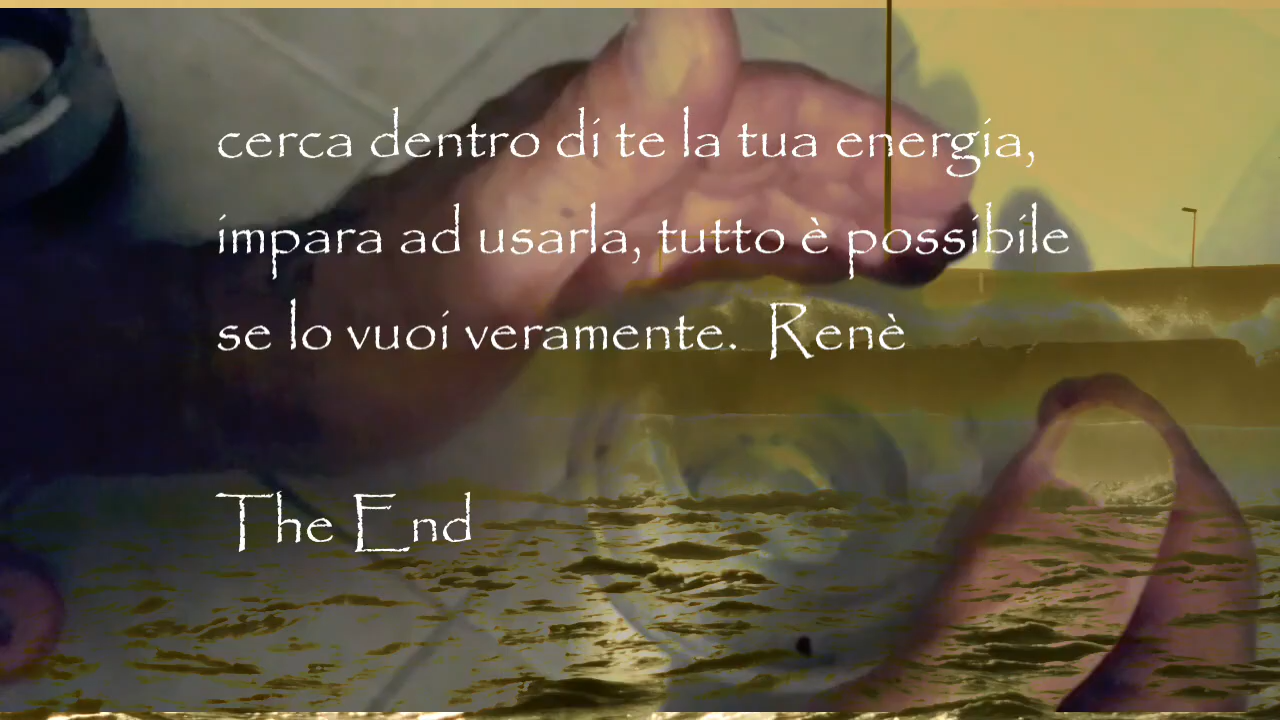 cerca dentro di te la tua energia,
impara ad usarla, tutto è possibile
se lo vuoi veramente. Renè
The End